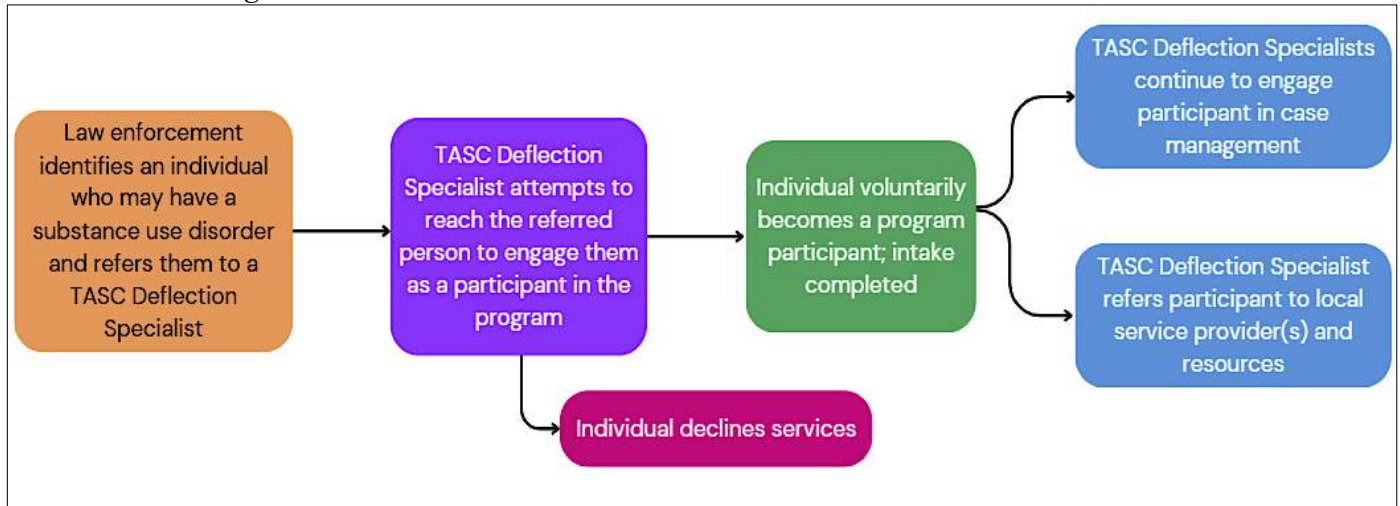 Law enforcement
identifies an individual
who may have a
substance use disorder
and refers them to a
TASC Deflection
Specialist
TASC Deflection
Specialist attempts to
reach the referred
person to engage them
as a participant in the
program
Individual declines services
Individual voluntarily
becomes a program
participant; intake
completed
TASC Deflection Specialists
continue to engage
participant in case
management
TASC Deflection Specialist
refers participant to local
service provider(s) and
resources